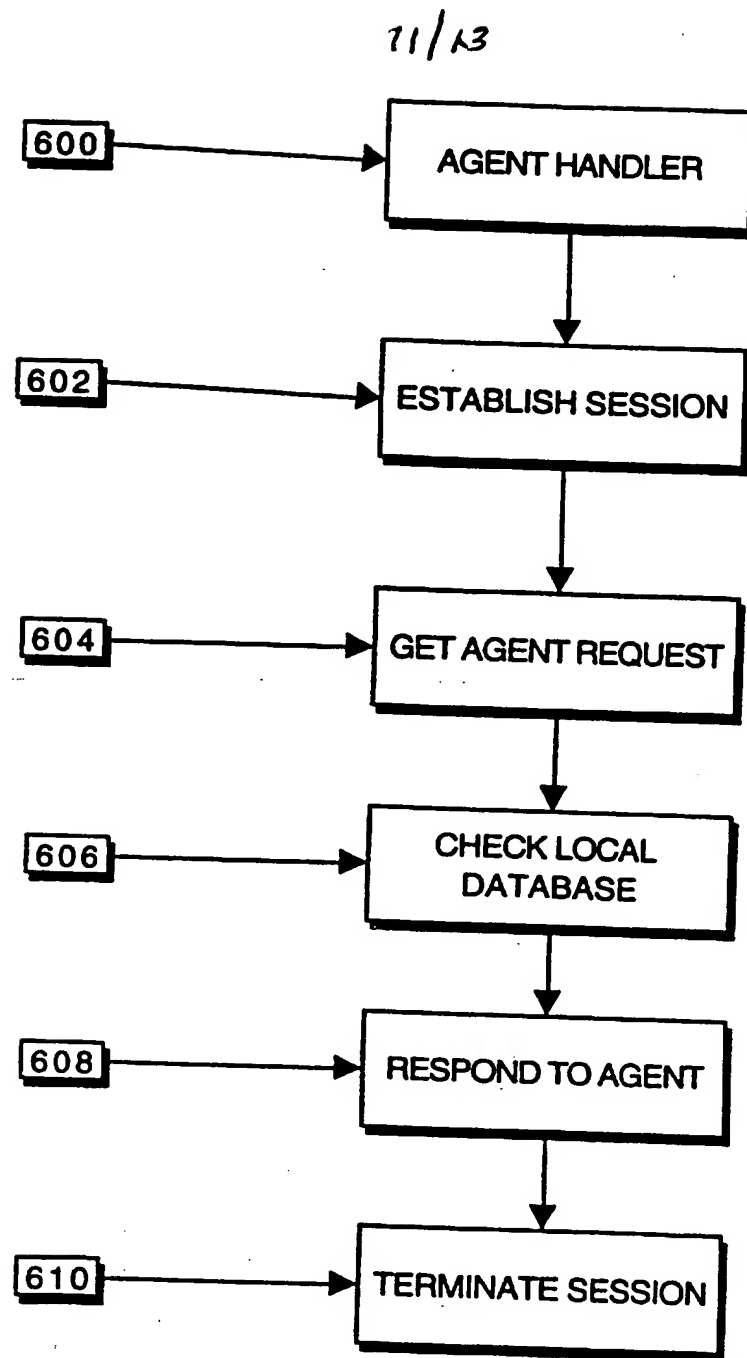 11/13
600
AGENT HANDLER
602
ESTABLISH SESSION
604
GET AGENT REQUEST
606
CHECK LOCAL
DATABASE
608
RESPOND TO AGENT
610
TERMINATE SESSION